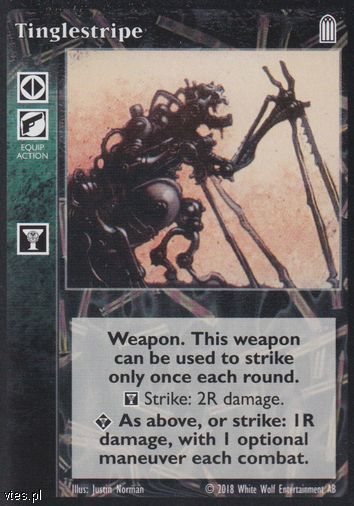 Tinglestripe
EQUIP
ACTION
Weapon. This weapon
can be used to strike
only once each round.
Strike: 2R damage.
As above, or strike: 1R
damage, with 1 optional
maneuver each combat.
Illus: Justin Norman
© 2018 White Wolf Entertainment AB
vtes.pl